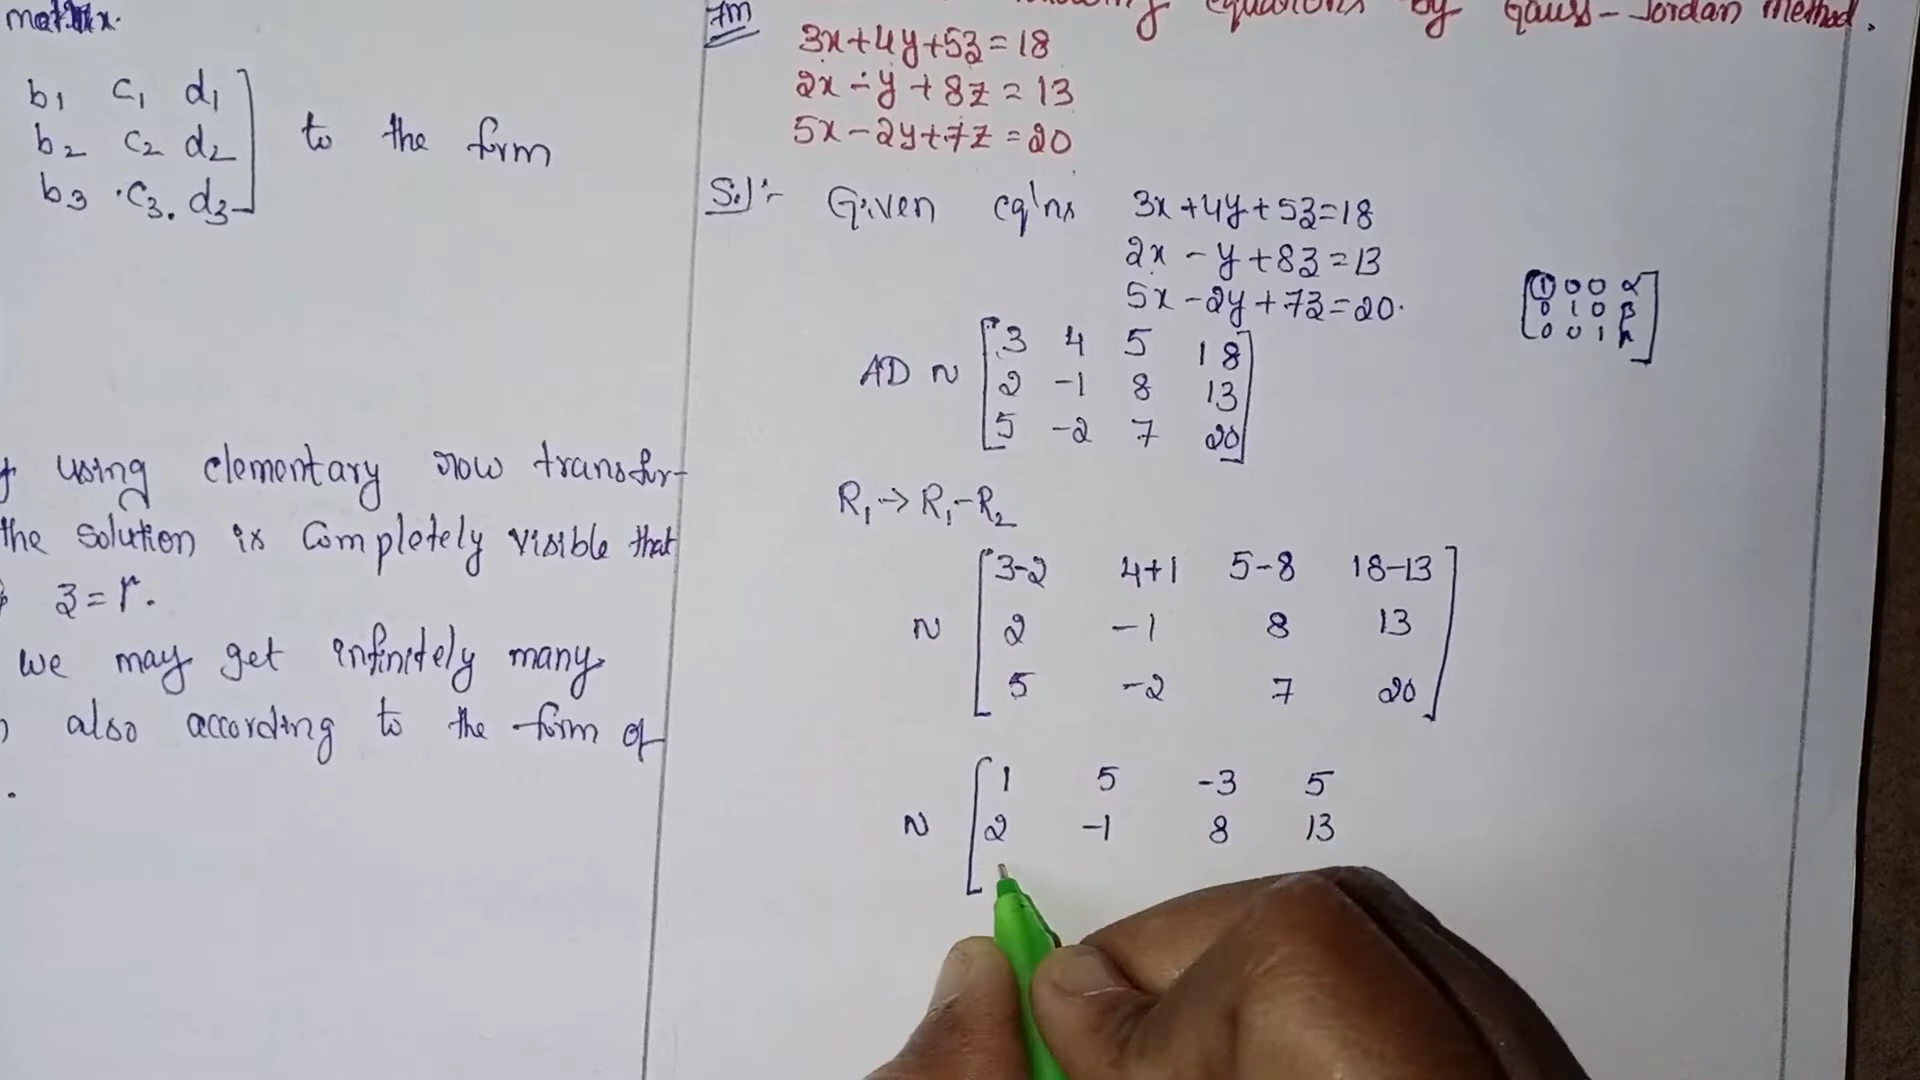 matrix.
b1 c1 d1
b2 c2 d2
b3 c3. d3
to the form
using elementary row transfor-
the solution is completely visible that
z=r.
we may get infinitely many
also according to the form of
.
7m
equations by Gauss-Jordan method.
3x+4y+5z=18
2x-y+8z=13
5x-2y+7z=20
Sol:- Given eq'ns 3x+4y+5z=18
2x-y+8z=13
5x-2y+7z=20.
1 0 0 α
0 1 0 β
0 0 1
AD ~ 3 4 5 18
2 -1 8 13
5 -2 7 20
R1→R1-R2
3-2 4+1 5-8 18-13
~ 2 -1 8 13
5 -2 7 20
1 5 -3 5
~ 2 -1 8 13